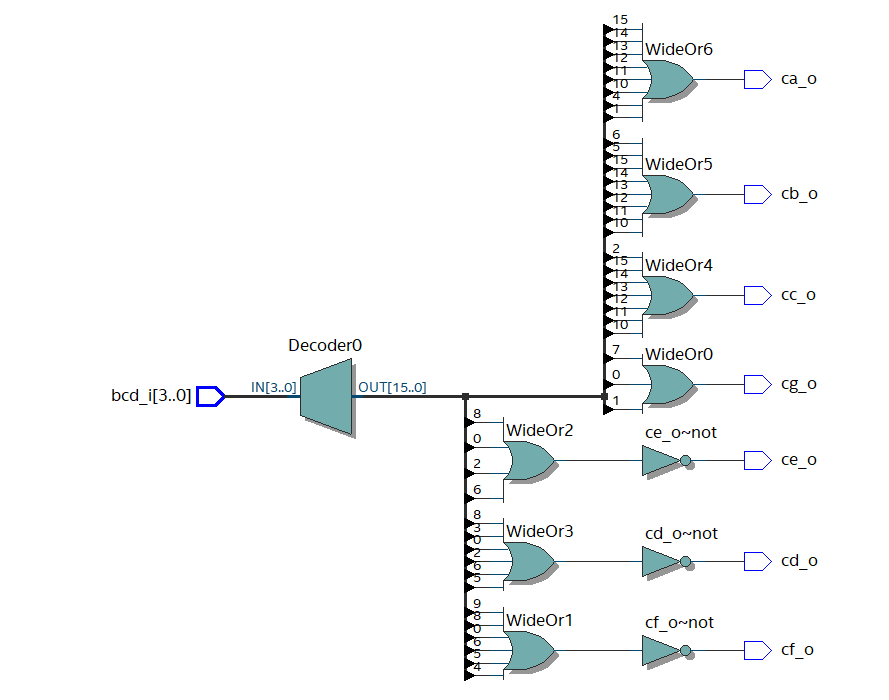 15
14
13
12
11
10
4
1
WideOr6
ca_o
6
5
15
14
13
12
11
10
WideOr5
cb_o
2
15
14
13
12
11
10
WideOr4
cc_o
7
0
1
WideOr0
cg_o
Decoder0
bcd_i[3..0]
IN[3..0]
OUT[15..0]
8
0
2
6
WideOr2
ce_o~not
ce_o
8
3
0
2
6
5
WideOr3
cd_o~not
cd_o
9
8
0
6
5
4
WideOr1
cf_o~not
cf_o